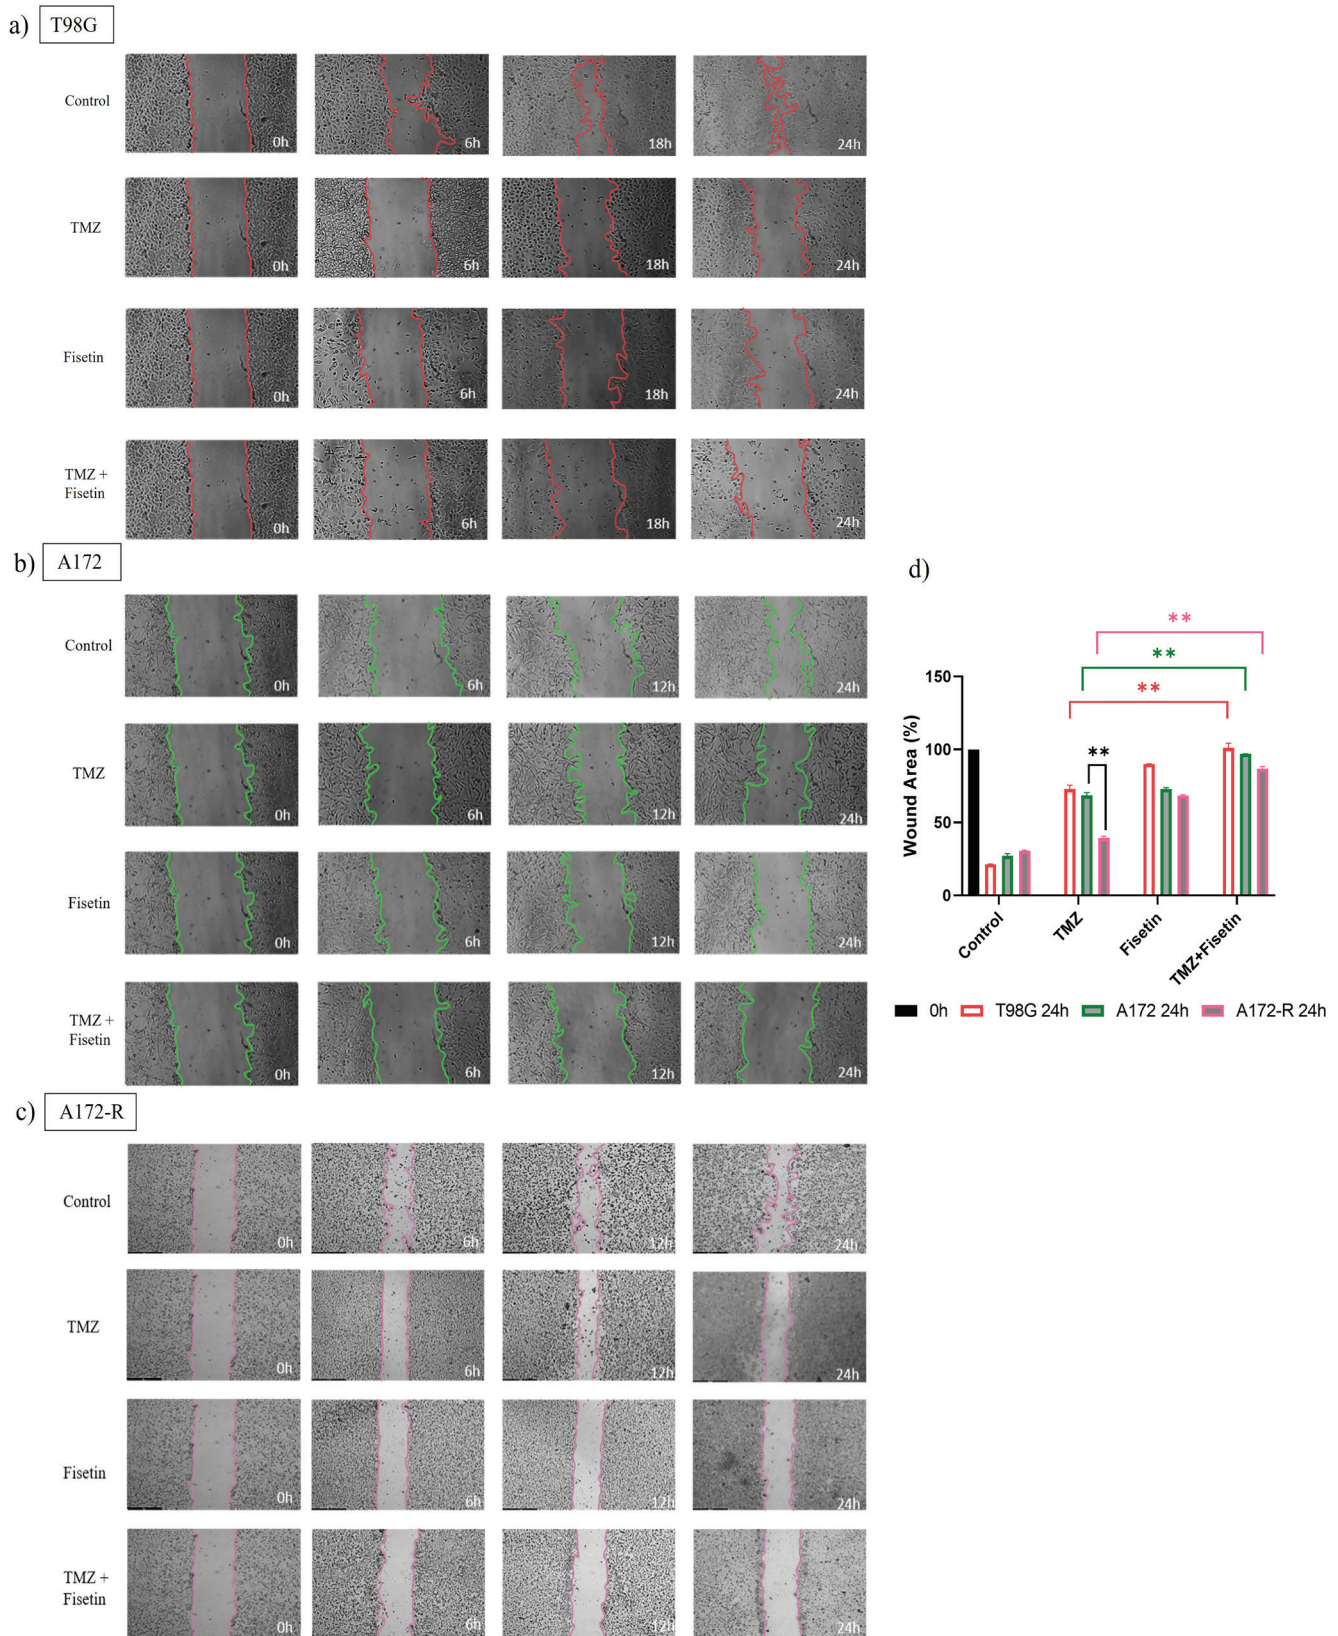 a) T98G
Control
0h 6h 18h 24h
TMZ
0h 6h 18h 24h
Fisetin
0h 6h 18h 24h
TMZ +
Fisetin
0h 6h 18h 24h
b) A172
Control
0h 6h 12h 24h
TMZ
0h 6h 12h 24h
Fisetin
0h 6h 12h 24h
TMZ +
Fisetin
0h 6h 12h 24h
c) A172-R
Control
0h 6h 12h 24h
TMZ
0h 6h 12h 24h
Fisetin
0h 6h 12h 24h
TMZ +
Fisetin
0h 6h 12h 24h
d)
**
**
**
**
150
100
50
0
Wound Area (%)
Control
TMZ
Fisetin
TMZ+Fisetin
0h T98G 24h A172 24h A172-R 24h